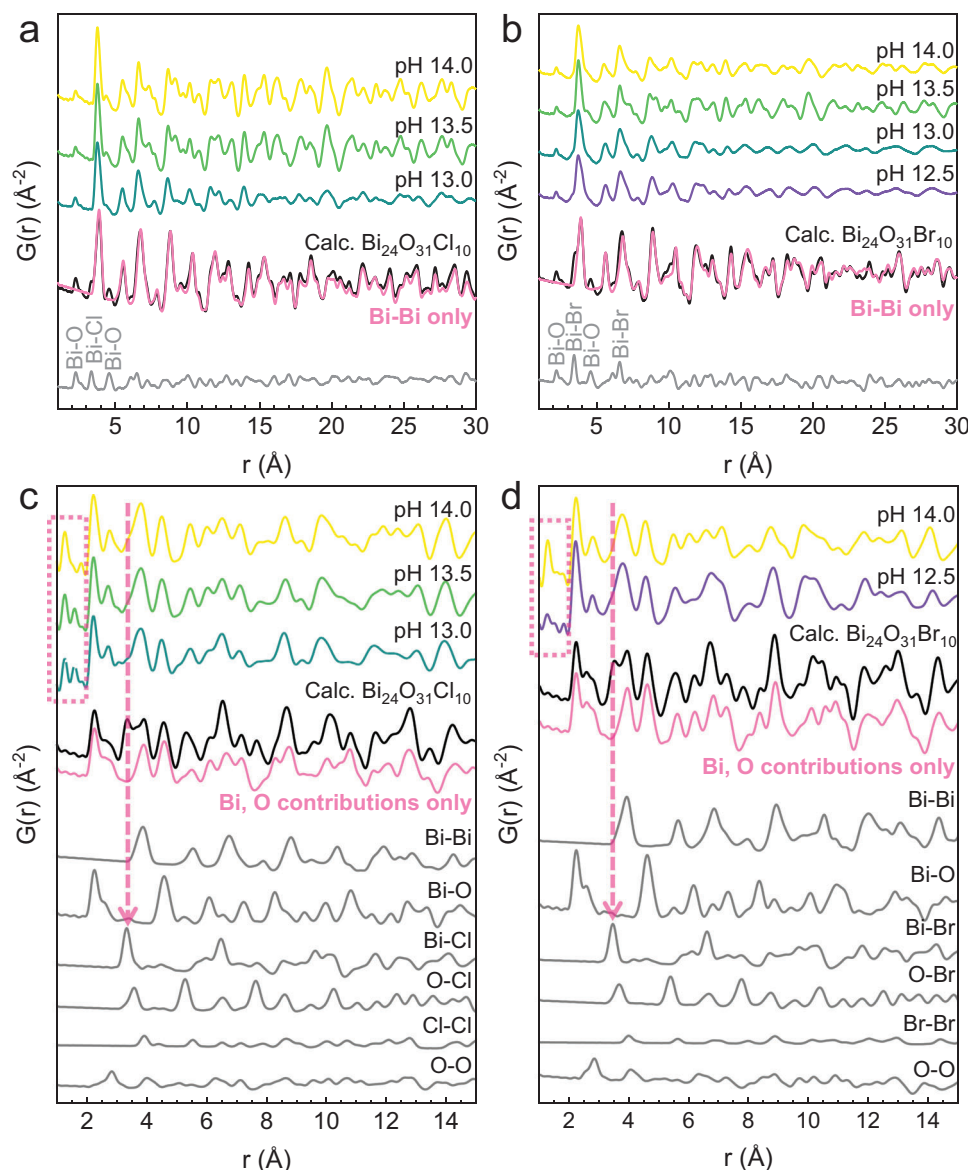 a
pH 14.0
pH 13.5
pH 13.0
Calc. Bi₂₄O₃₁Cl₁₀
Bi-Bi only
Bi-O
Bi-Cl
Bi-O
G(r) (Å⁻²)
5 10 15 20 25 30
r (Å)
b
pH 14.0
pH 13.5
pH 13.0
pH 12.5
Calc. Bi₂₄O₃₁Br₁₀
Bi-Bi only
Bi-O
Bi-Br
Bi-O
Bi-Br
G(r) (Å⁻²)
5 10 15 20 25 30
r (Å)
c
pH 14.0
pH 13.5
pH 13.0
Calc. Bi₂₄O₃₁Cl₁₀
Bi, O contributions only
Bi-Bi
Bi-O
Bi-Cl
O-Cl
Cl-Cl
O-O
G(r) (Å⁻²)
2 4 6 8 10 12 14
r (Å)
d
pH 14.0
pH 12.5
Calc. Bi₂₄O₃₁Br₁₀
Bi, O contributions only
Bi-Bi
Bi-O
Bi-Br
O-Br
Br-Br
O-O
G(r) (Å⁻²)
2 4 6 8 10 12 14
r (Å)